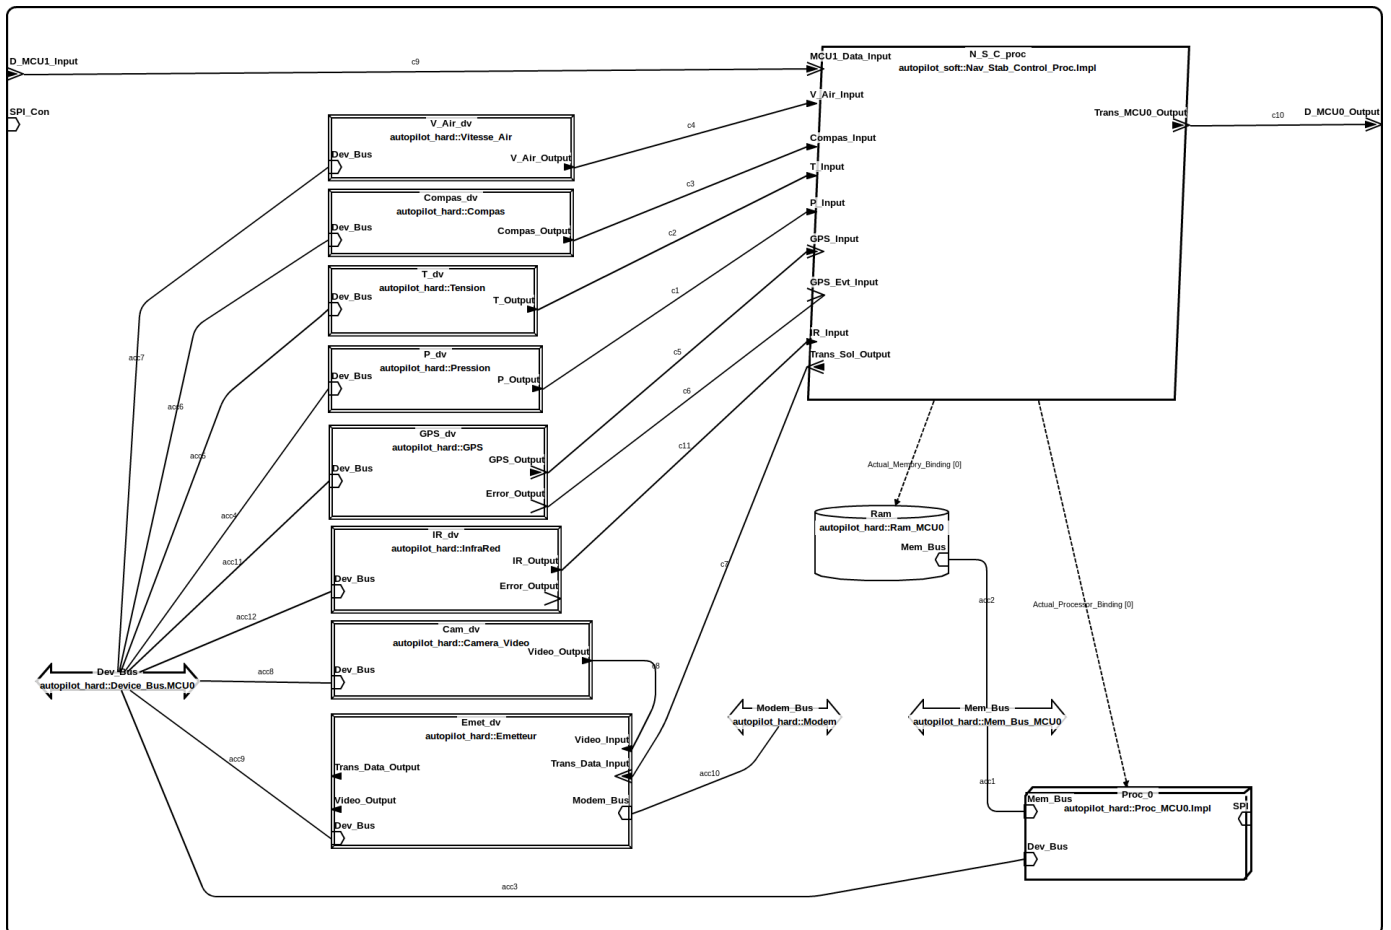 D_MCU1_Input
SPI_Con
c9
MCU1_Data_Input
N_S_C_proc
autopilot_soft::Nav_Stab_Control_Proc.Impl
V_Air_Input
Compas_Input
T_Input
P_Input
GPS_Input
GPS_Evt_Input
IR_Input
Trans_Sol_Output
Trans_MCU0_Output
c10
D_MCU0_Output
V_Air_dv
autopilot_hard::Vitesse_Air
Dev_Bus
V_Air_Output
c4
Compas_dv
autopilot_hard::Compas
Dev_Bus
Compas_Output
c3
T_dv
autopilot_hard::Tension
Dev_Bus
T_Output
c2
P_dv
autopilot_hard::Pression
Dev_Bus
P_Output
c1
GPS_dv
autopilot_hard::GPS
Dev_Bus
GPS_Output
Error_Output
c5
c6
IR_dv
autopilot_hard::InfraRed
Dev_Bus
IR_Output
Error_Output
c11
Cam_dv
autopilot_hard::Camera_Video
Dev_Bus
Video_Output
c8
c7
Emet_dv
autopilot_hard::Emetteur
Video_Input
Trans_Data_Input
Trans_Data_Output
Video_Output
Modem_Bus
Dev_Bus
acc7
acc6
acc5
acc4
acc11
acc12
acc8
acc9
acc3
Dev_Bus
autopilot_hard::Device_Bus.MCU0
Modem_Bus
autopilot_hard::Modem
acc10
Actual_Memory_Binding [0]
Ram
autopilot_hard::Ram_MCU0
Mem_Bus
acc2
Actual_Processor_Binding [0]
Mem_Bus
autopilot_hard::Mem_Bus_MCU0
acc1
Proc_0
autopilot_hard::Proc_MCU0.Impl
Mem_Bus
SPI
Dev_Bus